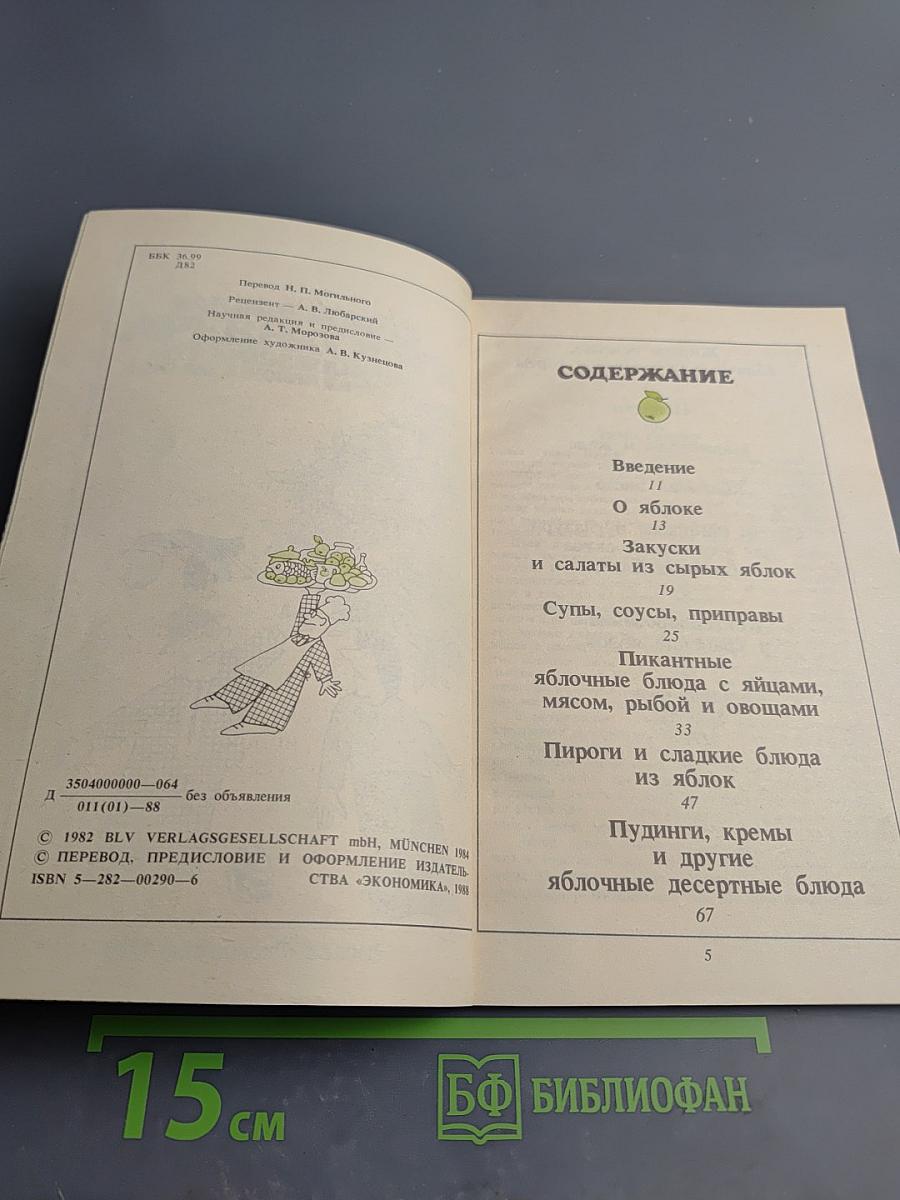 ББК 36.99
Д82
Перевод Н. П. Могильного
Рецензент — А. В. Любарский
Научная редакция и предисловие —
А. Т. Морозова
Оформление художника А. В. Кузнецова
Д 3504000000—064
011(01)—88
без объявления
© 1982 BLV VERLAGSGESELLSCHAFT mbH, MÜNCHEN 1984
© ПЕРЕВОД, ПРЕДИСЛОВИЕ И ОФОРМЛЕНИЕ ИЗДАТЕЛЬ-
ISBN 5—282—00290—6 СТВА «ЭКОНОМИКА», 1988
СОДЕРЖАНИЕ
Введение
11
О яблоке
13
Закуски
и салаты из сырых яблок
19
Супы, соусы, приправы
25
Пикантные
яблочные блюда с яйцами,
мясом, рыбой и овощами
33
Пироги и сладкие блюда
из яблок
47
Пудинги, кремы
и другие
яблочные десертные блюда
67
5
15 см
БФ БИБЛИОФАН